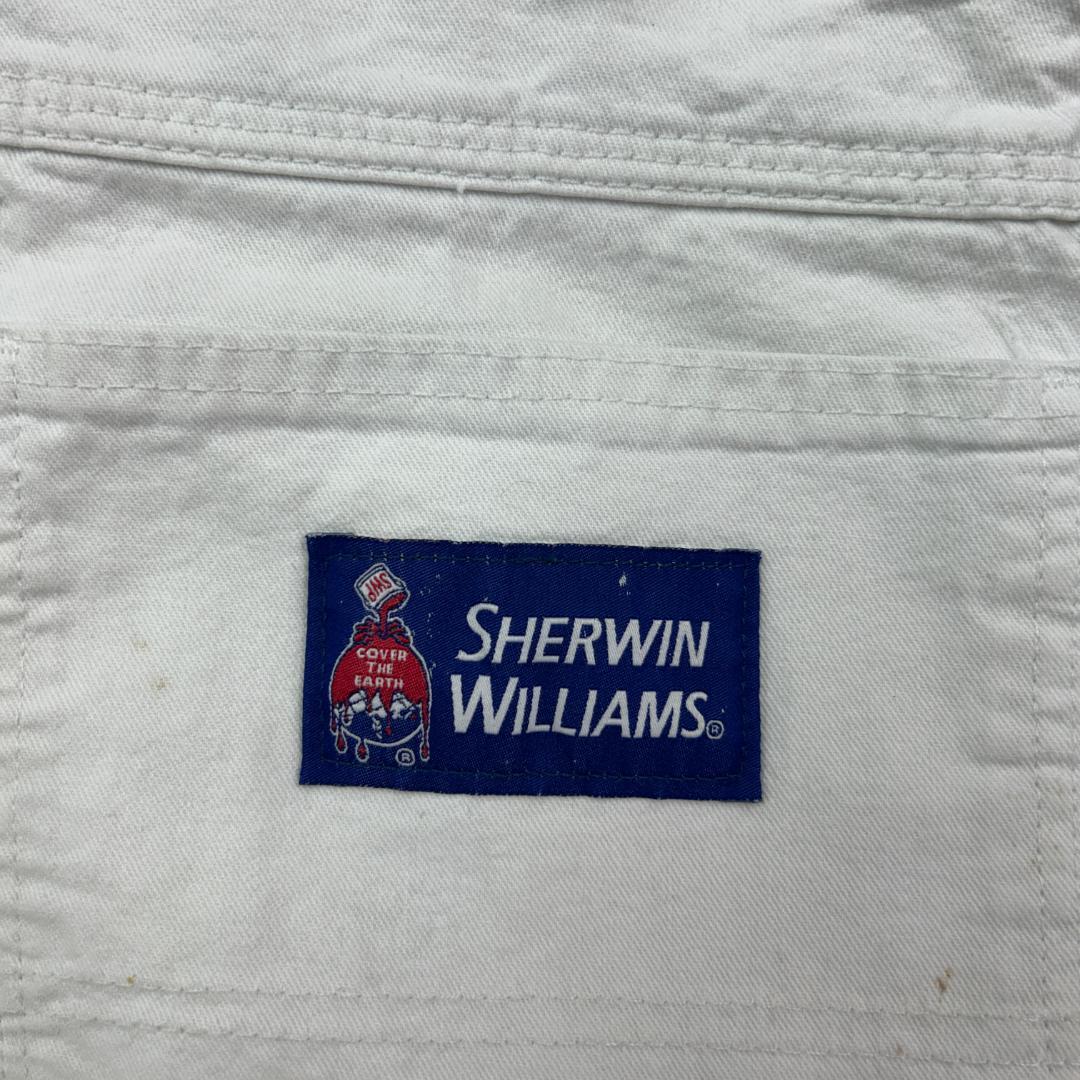 SWP
COVER
THE
EARTH
®
SHERWIN
WILLIAMS®